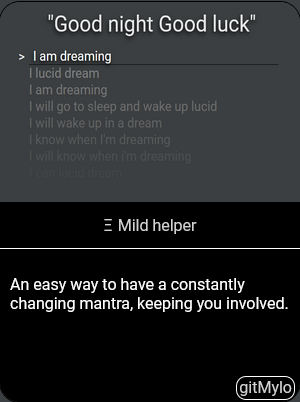 "Good night Good luck"
> I am dreaming
I lucid dream
I am dreaming
I will go to sleep and wake up lucid
I will wake up in a dream
I know when I'm dreaming
I will know when i'm dreaming
I can lucid dream
Ξ Mild helper
An easy way to have a constantly
changing mantra, keeping you involved.
gitMylo